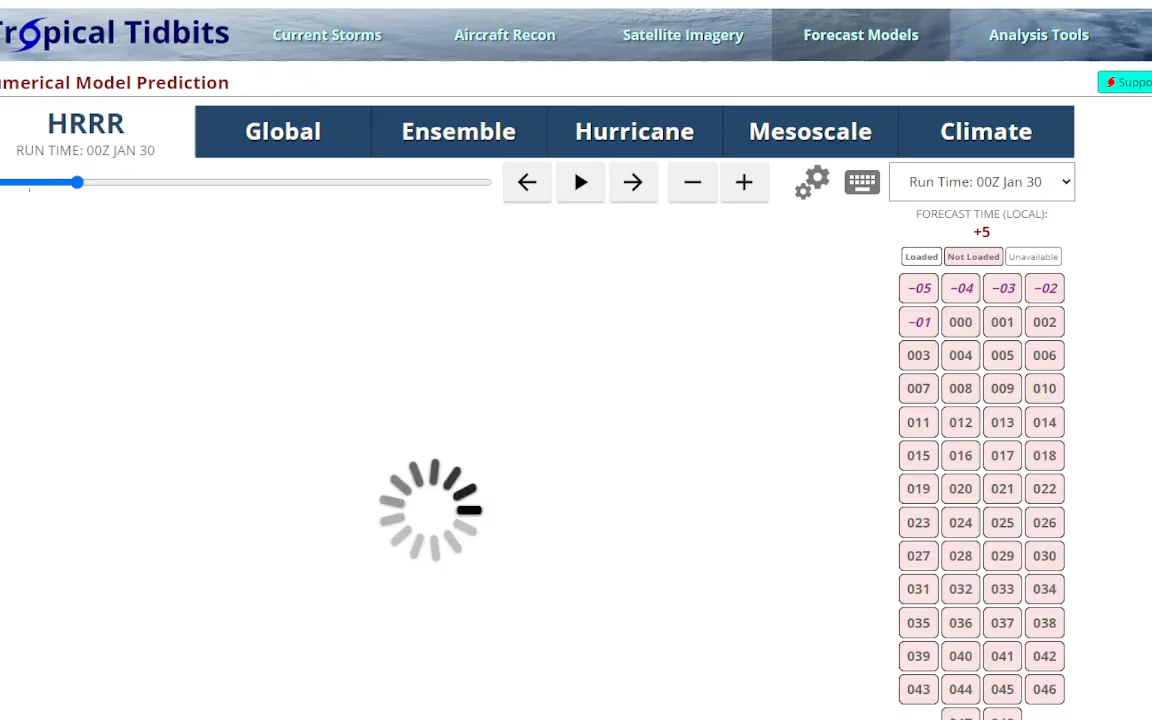 Tropical Tidbits
Current Storms
Aircraft Recon
Satellite Imagery
Forecast Models
Analysis Tools
umerical Model Prediction
Suppo
HRRR
RUN TIME: 00Z JAN 30
Global
Ensemble
Hurricane
Mesoscale
Climate
Run Time: 00Z Jan 30
FORECAST TIME (LOCAL):
+5
Loaded Not Loaded Unavailable
−05 −04 −03 −02
−01 000 001 002
003 004 005 006
007 008 009 010
011 012 013 014
015 016 017 018
019 020 021 022
023 024 025 026
027 028 029 030
031 032 033 034
035 036 037 038
039 040 041 042
043 044 045 046